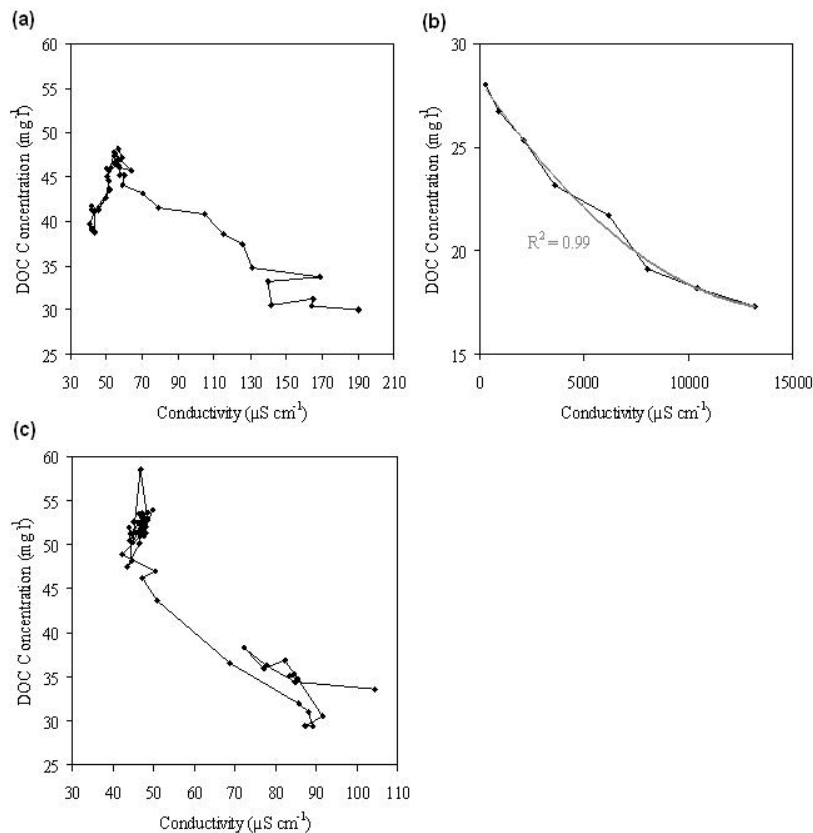 (a)
60
55
50
45
40
35
30
25
DOC Concentration (mg l⁻¹)
30 50 70 90 110 130 150 170 190 210
Conductivity (µS cm⁻¹)
(b)
30
25
20
15
DOC Concentration (mg l⁻¹)
R² = 0.99
0 5000 10000 15000
Conductivity (µS cm⁻¹)
(c)
60
55
50
45
40
35
30
25
DOC Concentration (mg l⁻¹)
30 40 50 60 70 80 90 100 110
Conductivity (µS cm⁻¹)